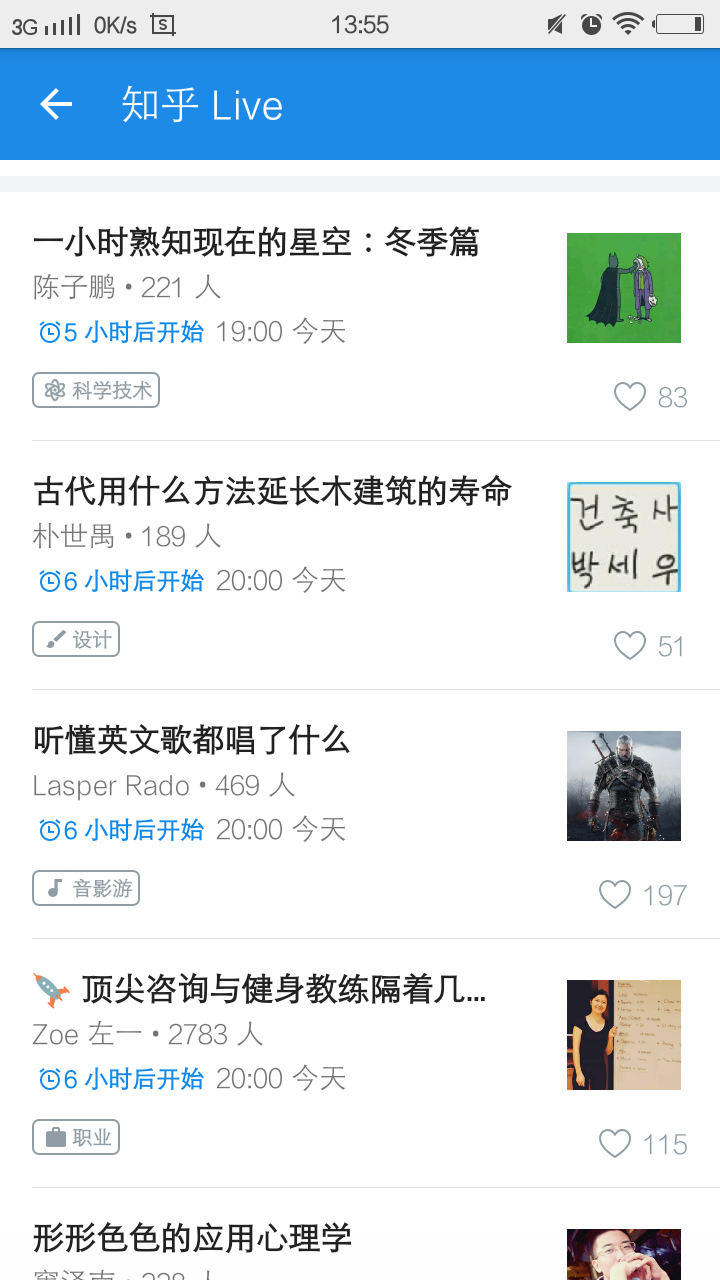 3G 0K/s 13:55
知乎 Live
一小时熟知现在的星空：冬季篇
陈子鹏 • 221 人
5 小时后开始 19:00 今天
科学技术 83
古代用什么方法延长木建筑的寿命
건축사
박세우
朴世禺 • 189 人
6 小时后开始 20:00 今天
设计 51
听懂英文歌都唱了什么
Lasper Rado • 469 人
6 小时后开始 20:00 今天
音影游 197
顶尖咨询与健身教练隔着几...
Zoe 左一 • 2783 人
6 小时后开始 20:00 今天
职业 115
形形色色的应用心理学